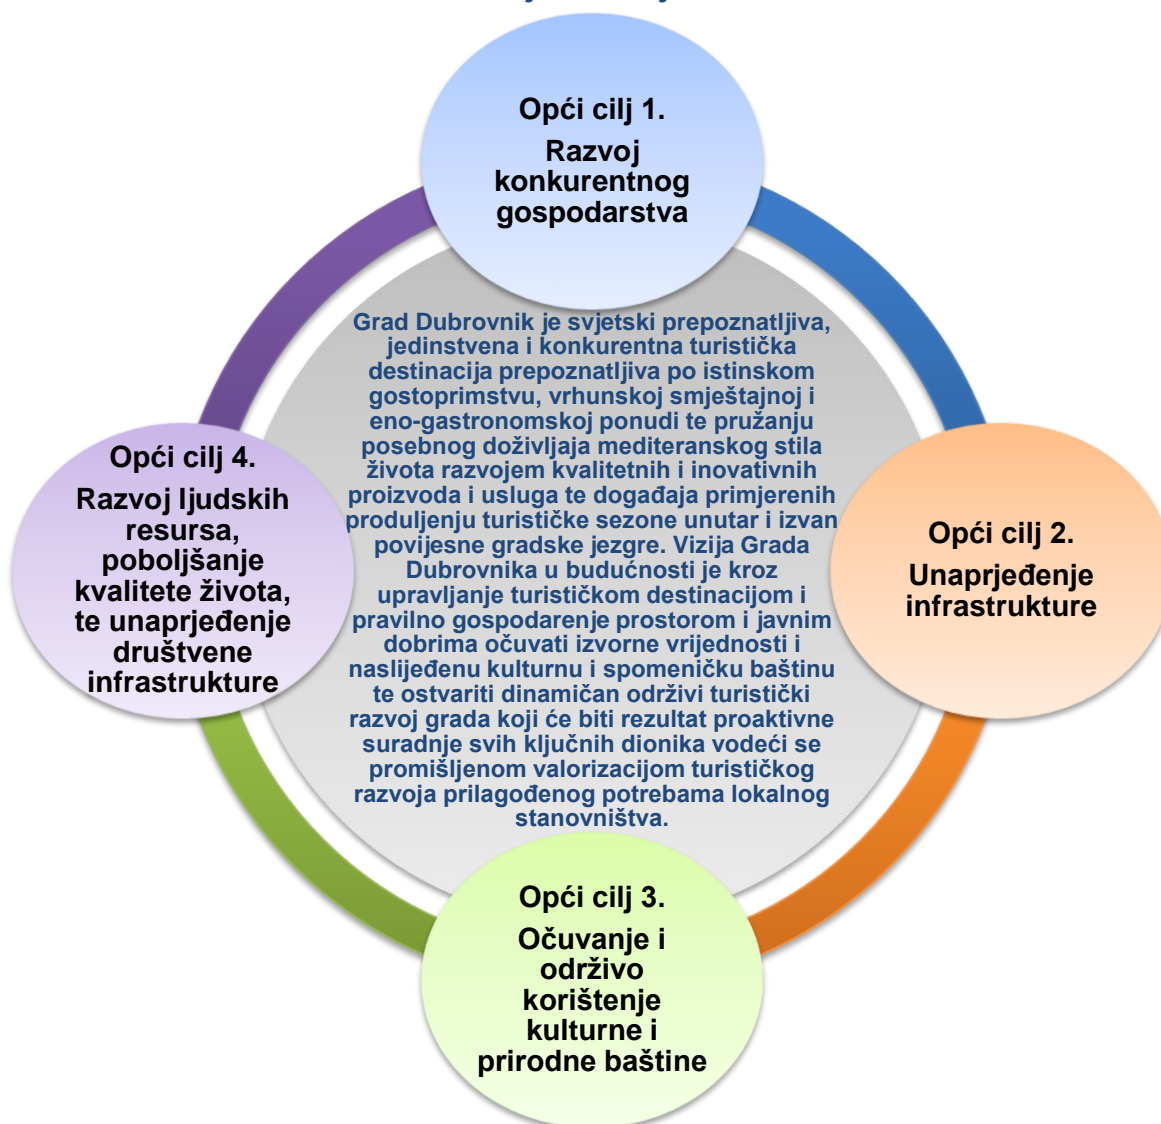 Opći cilj 1.
Razvoj
konkurentnog
gospodarstva
Grad Dubrovnik je svjetski prepoznatljiva,
jedinstvena i konkurentna turistička
destinacija prepoznatljiva po istinskom
gostoprimstvu, vrhunskoj smještajnoj i
eno-gastronomskoj ponudi te pružanju
posebnog doživljaja mediteranskog stila
života razvojem kvalitetnih i inovativnih
proizvoda i usluga te događaja primjerenih
produljenju turističke sezone unutar i izvan
povijesne gradske jezgre. Vizija Grada
Dubrovnika u budućnosti je kroz
upravljanje turističkom destinacijom i
pravilno gospodarenje prostorom i javnim
dobrima očuvati izvorne vrijednosti i
naslijeđenu kulturnu i spomeničku baštinu
te ostvariti dinamičan održivi turistički
razvoj grada koji će biti rezultat proaktivne
suradnje svih ključnih dionika vodeći se
promišljenom valorizacijom turističkog
razvoja prilagođenog potrebama lokalnog
stanovništva.
Opći cilj 4.
Razvoj ljudskih
resursa,
poboljšanje
kvalitete života,
te unaprjeđenje
društvene
infrastrukture
Opći cilj 2.
Unaprjeđenje
infrastrukture
Opći cilj 3.
Očuvanje i
održivo
korištenje
kulturne i
prirodne baštine